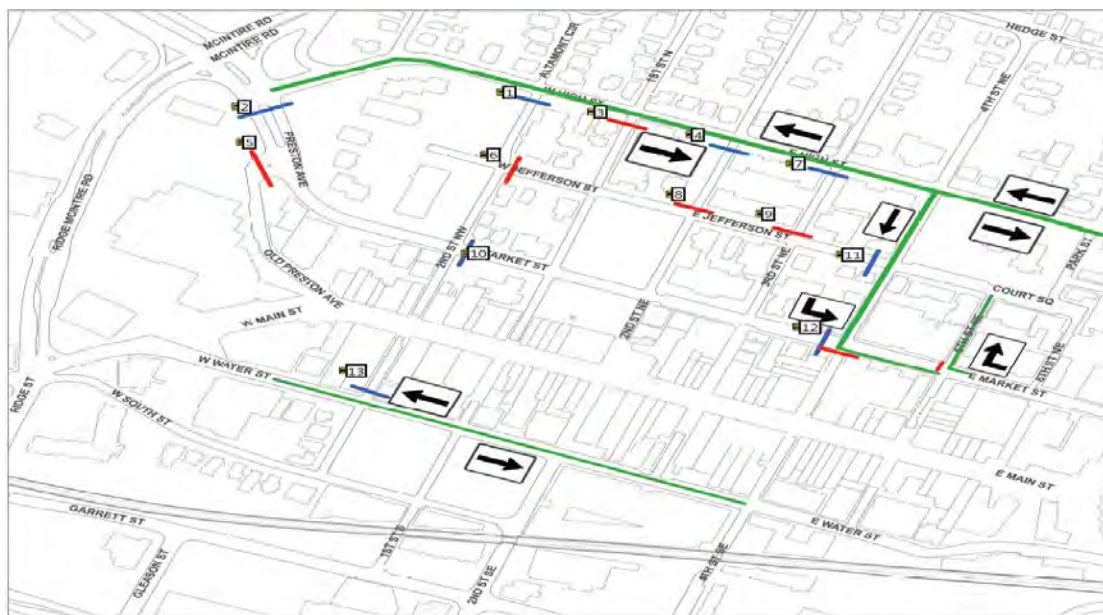 MCINTIRE RD
MCINTIRE RD
HEDGE ST
ALTAMONT CIR
1ST ST N
W HIGH ST
1
2
3
4
4TH ST NE
5
PRESTON AVE
6
E HIGH ST
7
RIDGE MCINTIRE RD
W JEFFERSON ST
8
9
E JEFFERSON ST
2ND ST NW
10
MARKET ST
3RD ST NE
11
PARK ST
COURT SQ
OLD PRESTON AVE
W MAIN ST
2ND ST NE
12
5TH ST NE
W WATER ST
13
E MARKET ST
RIDGE ST
W SOUTH ST
E MAIN ST
GARRETT ST
E WATER ST
GLEASON ST
1ST ST S
2ND ST SE
4TH ST SE